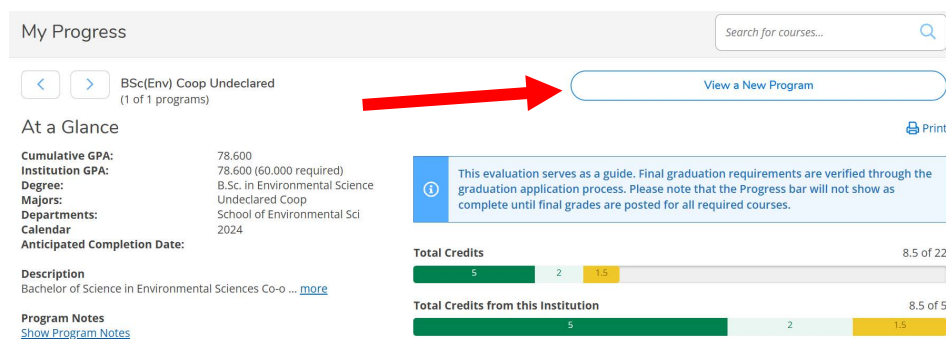 My Progress
Search for courses...
BSc(Env) Coop Undeclared
(1 of 1 programs)
View a New Program
At a Glance
Print
Cumulative GPA: 78.600
Institution GPA: 78.600 (60.000 required)
Degree: B.Sc. in Environmental Science
Majors: Undeclared Coop
Departments: School of Environmental Sci
Calendar 2024
Anticipated Completion Date:
Description
Bachelor of Science in Environmental Sciences Co-o ... more
Program Notes
Show Program Notes
This evaluation serves as a guide. Final graduation requirements are verified through the
graduation application process. Please note that the Progress bar will not show as
complete until final grades are posted for all required courses.
Total Credits 8.5 of 22
5 2 1.5
Total Credits from this Institution 8.5 of 5
5 2 1.5